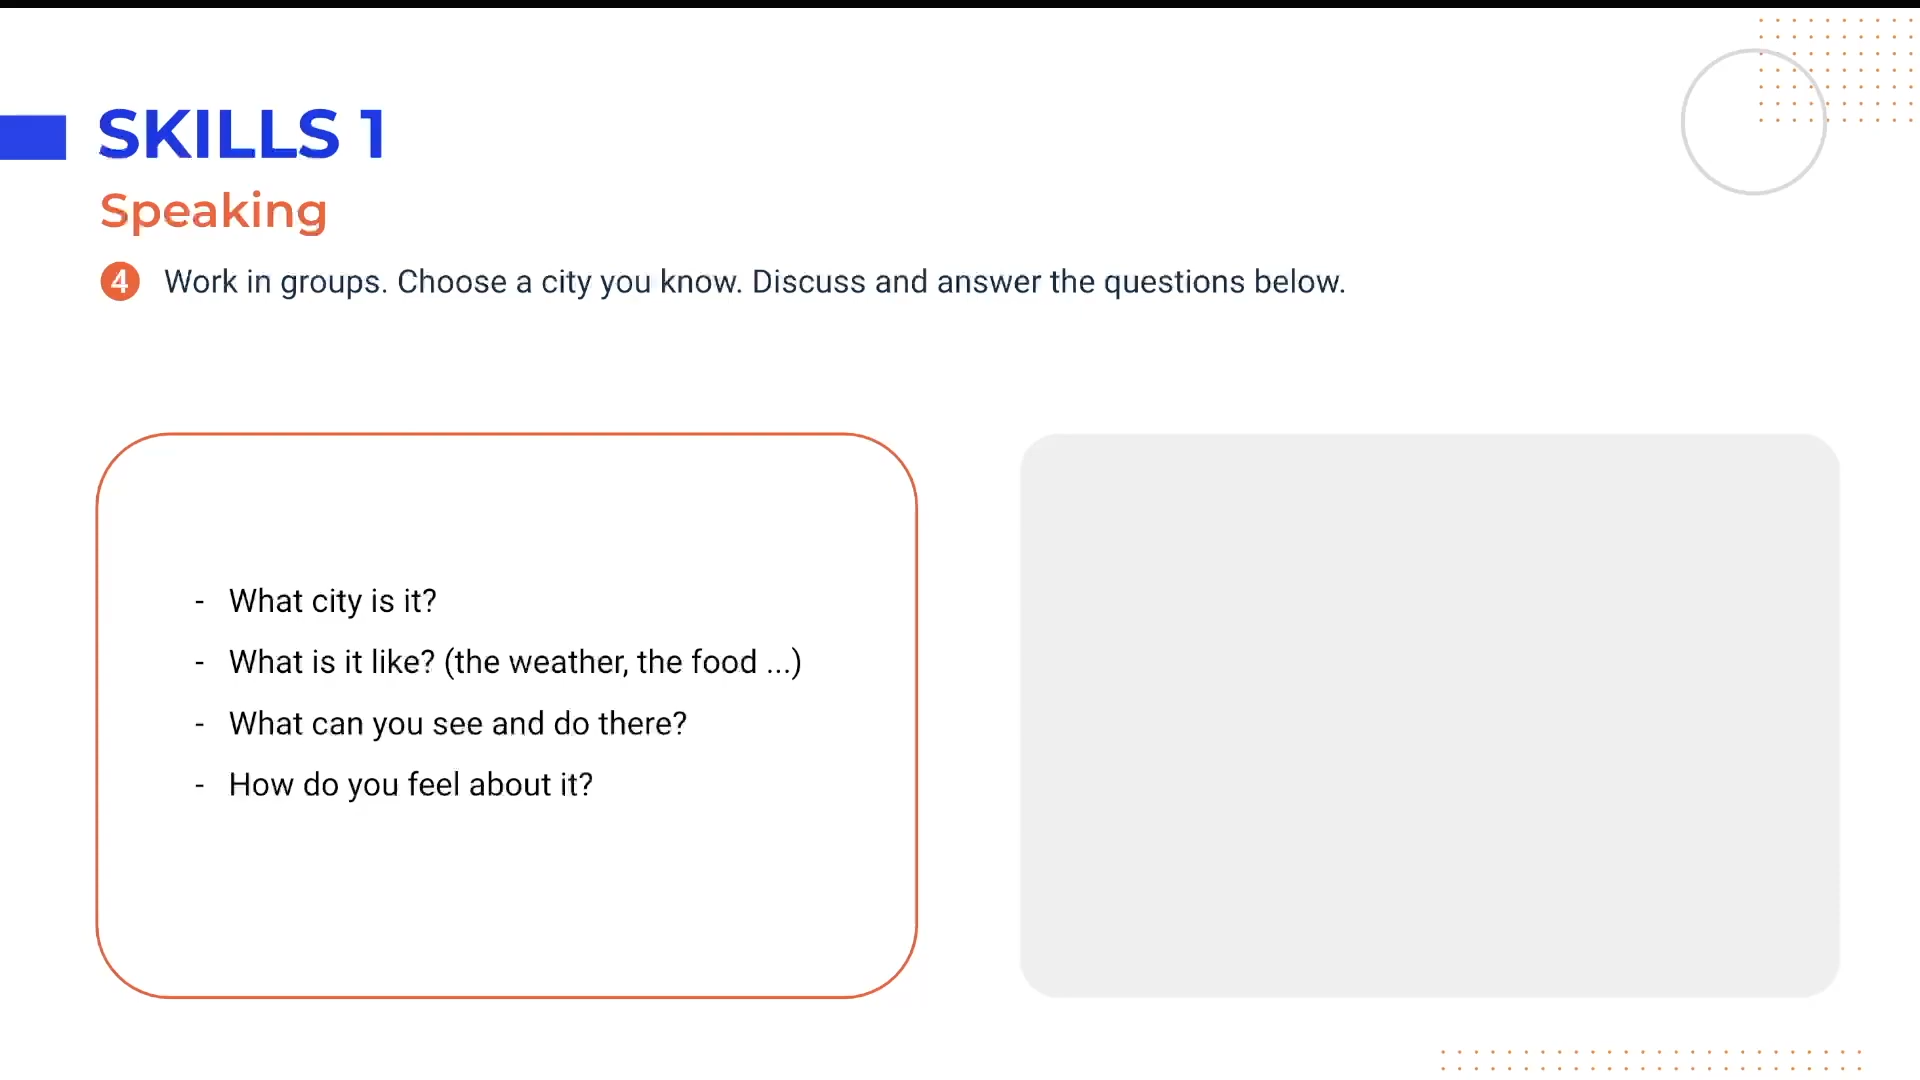 SKILLS 1
Speaking
4 Work in groups. Choose a city you know. Discuss and answer the questions below.
- What city is it?
- What is it like? (the weather, the food ...)
- What can you see and do there?
- How do you feel about it?